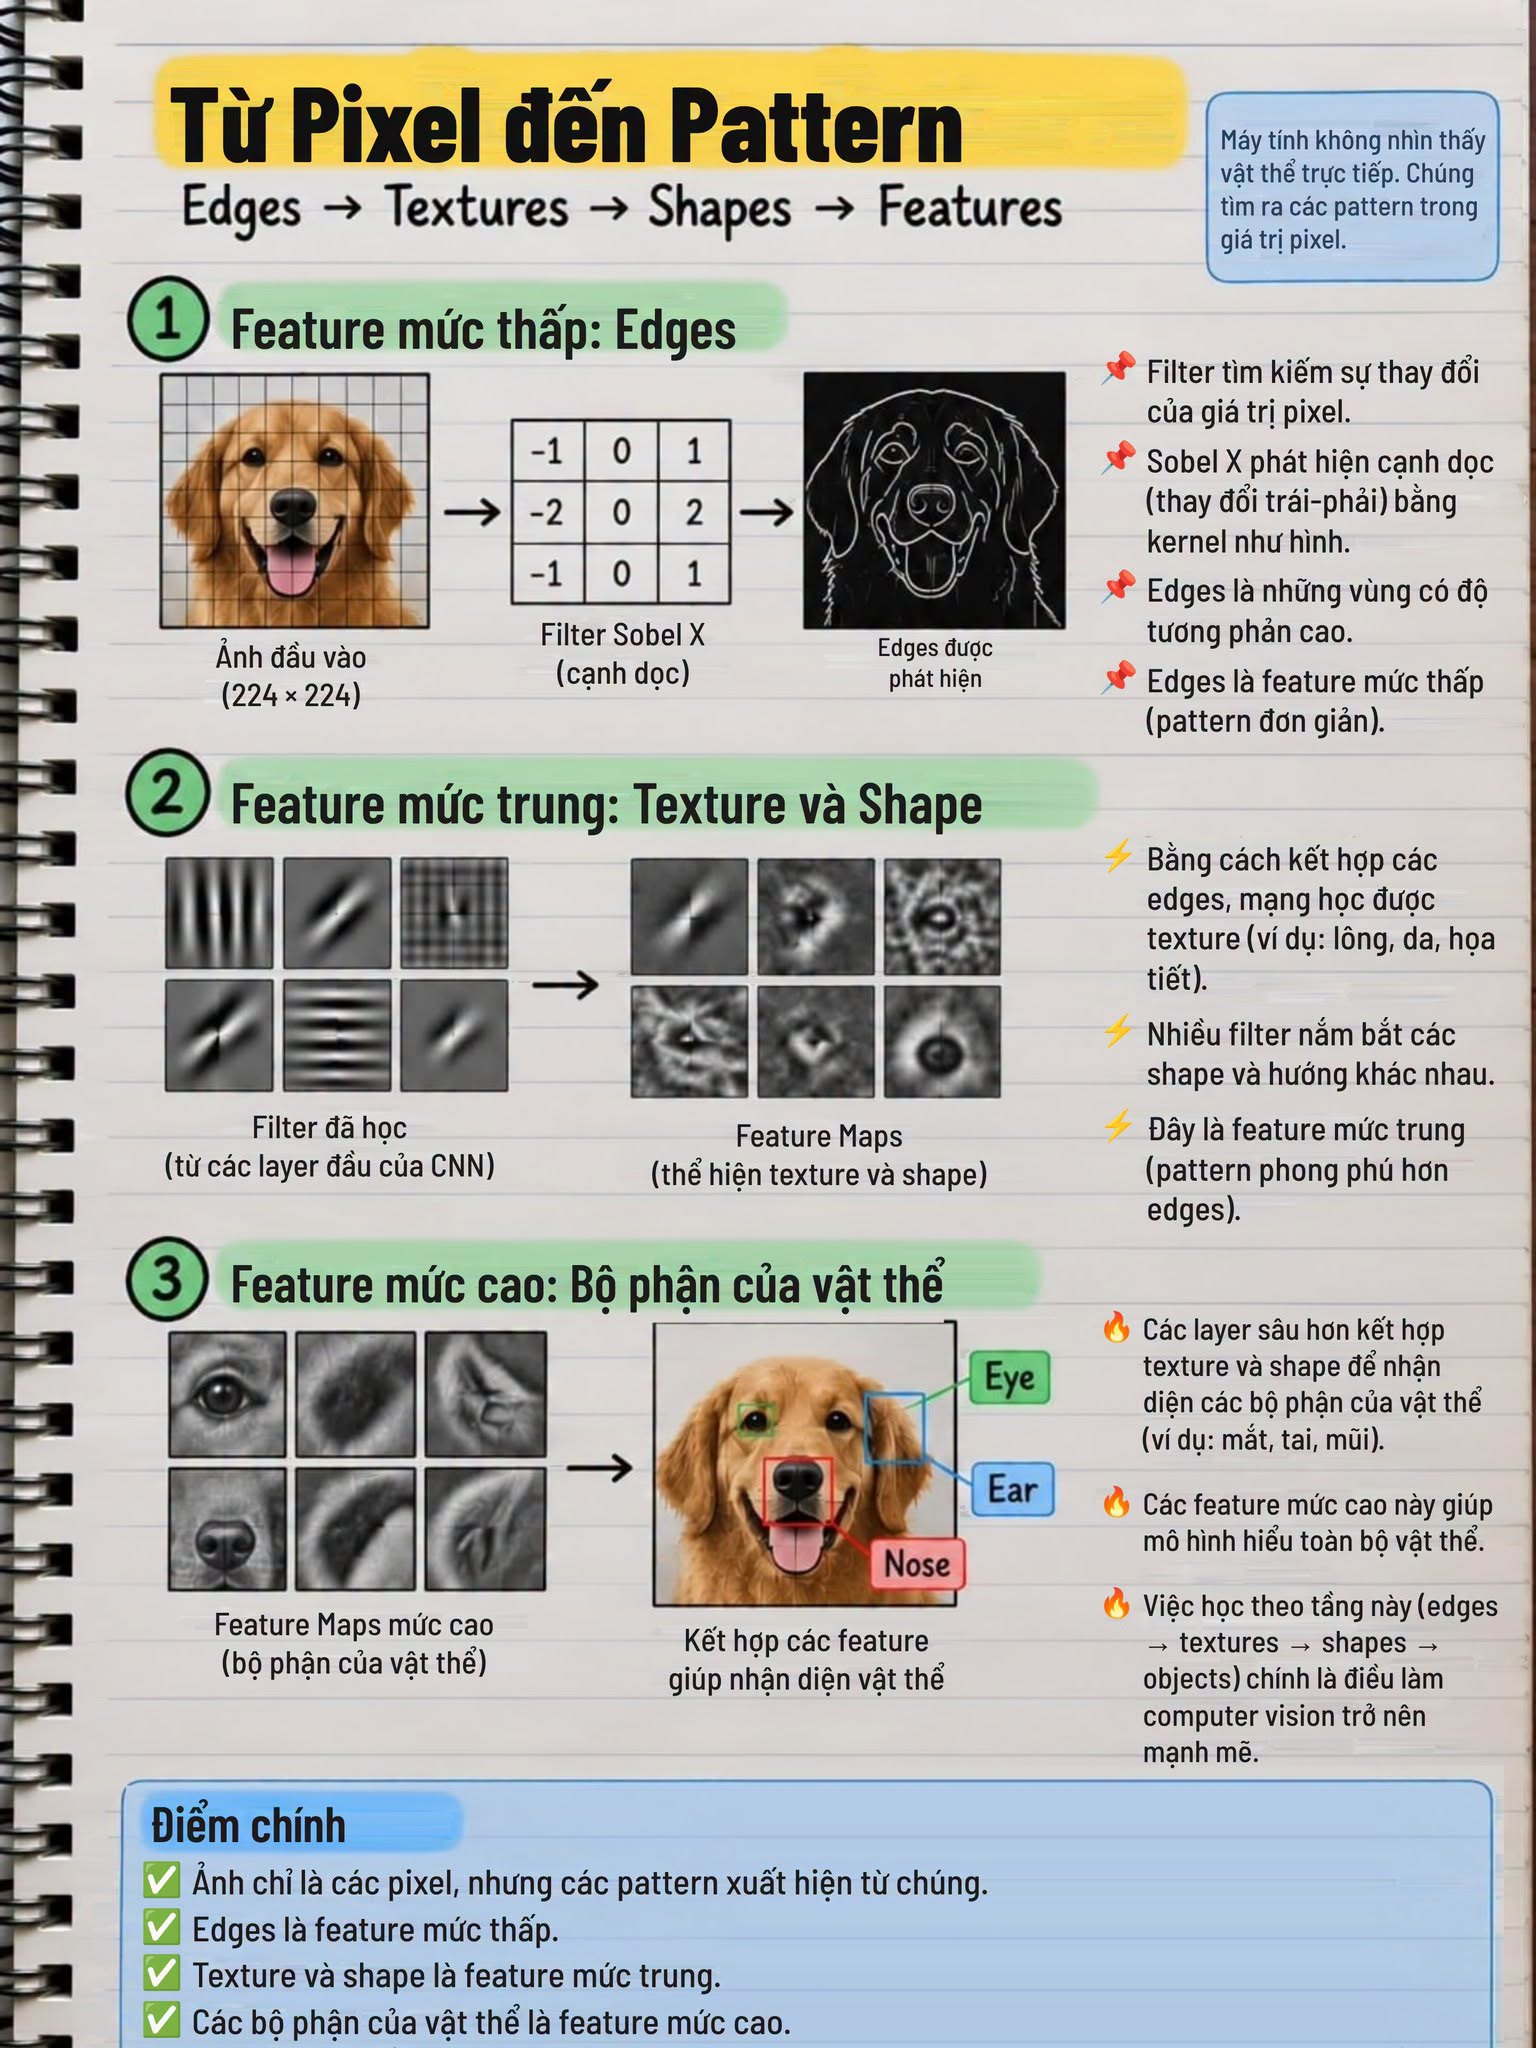 Từ Pixel đến Pattern
Edges → Textures → Shapes → Features
Máy tính không nhìn thấy
vật thể trực tiếp. Chúng
tìm ra các pattern trong
giá trị pixel.
1 Feature mức thấp: Edges
-1 0 1
-2 0 2
-1 0 1
Ảnh đầu vào
(224 × 224)
Filter Sobel X
(cạnh dọc)
Edges được
phát hiện
📌 Filter tìm kiếm sự thay đổi
của giá trị pixel.
📌 Sobel X phát hiện cạnh dọc
(thay đổi trái-phải) bằng
kernel như hình.
📌 Edges là những vùng có độ
tương phản cao.
📌 Edges là feature mức thấp
(pattern đơn giản).
2 Feature mức trung: Texture và Shape
Filter đã học
(từ các layer đầu của CNN)
Feature Maps
(thể hiện texture và shape)
⚡ Bằng cách kết hợp các
edges, mạng học được
texture (ví dụ: lông, da, họa
tiết).
⚡ Nhiều filter nắm bắt các
shape và hướng khác nhau.
⚡ Đây là feature mức trung
(pattern phong phú hơn
edges).
3 Feature mức cao: Bộ phận của vật thể
Eye
Ear
Nose
Feature Maps mức cao
(bộ phận của vật thể)
Kết hợp các feature
giúp nhận diện vật thể
🔥 Các layer sâu hơn kết hợp
texture và shape để nhận
diện các bộ phận của vật thể
(ví dụ: mắt, tai, mũi).
🔥 Các feature mức cao này giúp
mô hình hiểu toàn bộ vật thể.
🔥 Việc học theo tầng này (edges
→ textures → shapes →
objects) chính là điều làm
computer vision trở nên
mạnh mẽ.
Điểm chính
✅ Ảnh chỉ là các pixel, nhưng các pattern xuất hiện từ chúng.
✅ Edges là feature mức thấp.
✅ Texture và shape là feature mức trung.
✅ Các bộ phận của vật thể là feature mức cao.